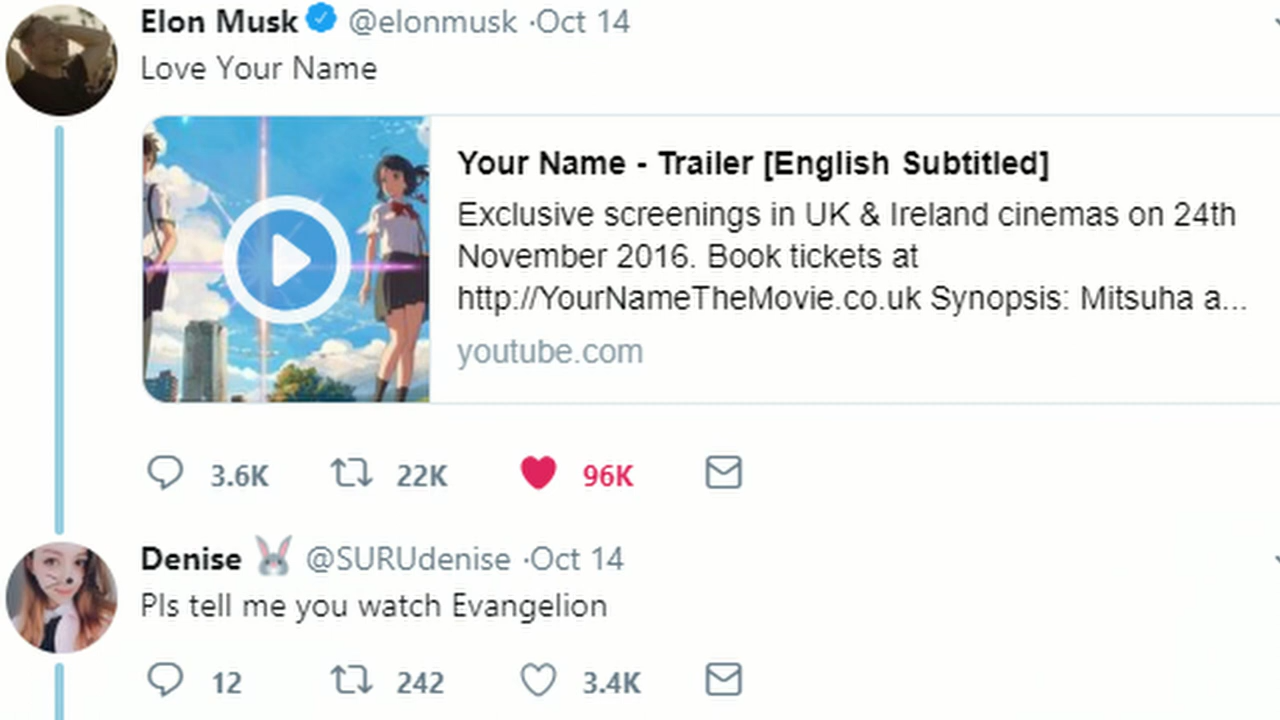 Elon Musk @elonmusk ·Oct 14
Love Your Name
Your Name - Trailer [English Subtitled]
Exclusive screenings in UK & Ireland cinemas on 24th
November 2016. Book tickets at
http://YourNameTheMovie.co.uk Synopsis: Mitsuha a...
youtube.com
3.6K 22K 96K
Denise @SURUdenise ·Oct 14
Pls tell me you watch Evangelion
12 242 3.4K